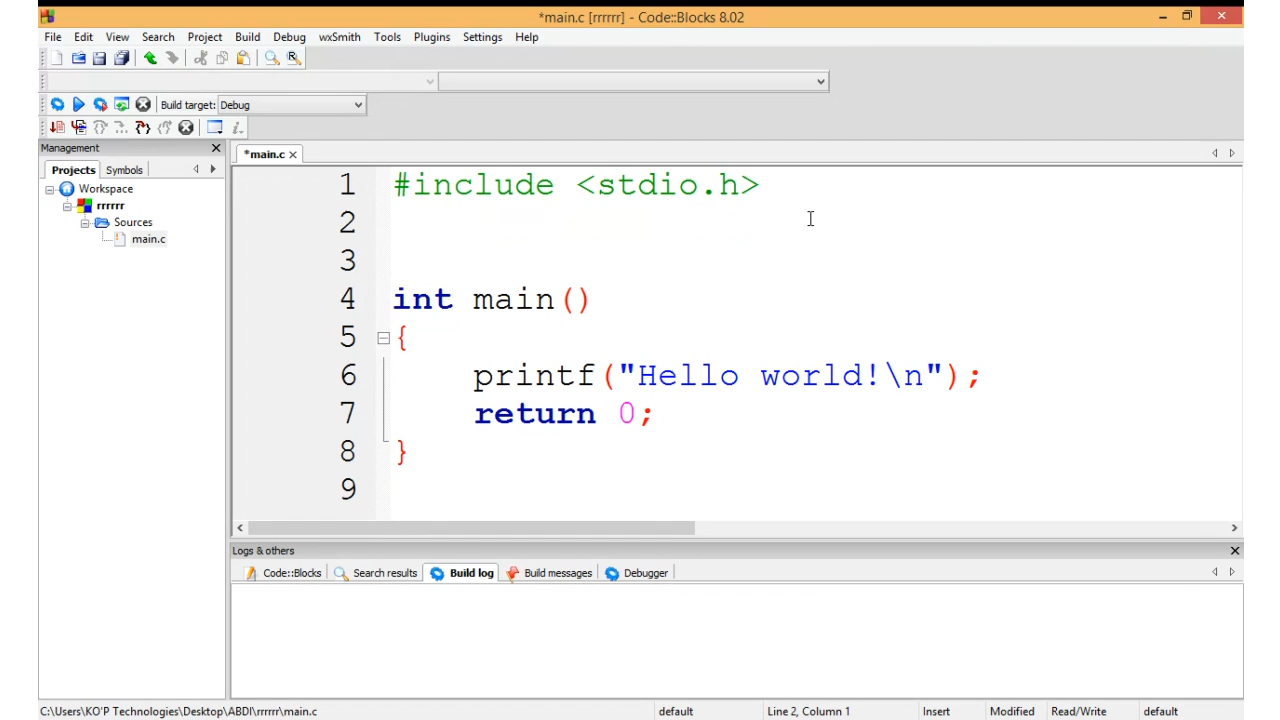 *main.c [rrrrrr] - Code::Blocks 8.02
File Edit View Search Project Build Debug wxSmith Tools Plugins Settings Help
Build target: Debug
Management
*main.c
Projects Symbols
Workspace
rrrrrr
Sources
main.c
1 #include <stdio.h>
2
3
4 int main()
5 {
6 printf("Hello world!\n");
7 return 0;
8 }
9
Logs & others
Code::Blocks Search results Build log Build messages Debugger
C:\Users\KO'P Technologies\Desktop\ABDI\rrrrrr\main.c default Line 2, Column 1 Insert Modified Read/Write default